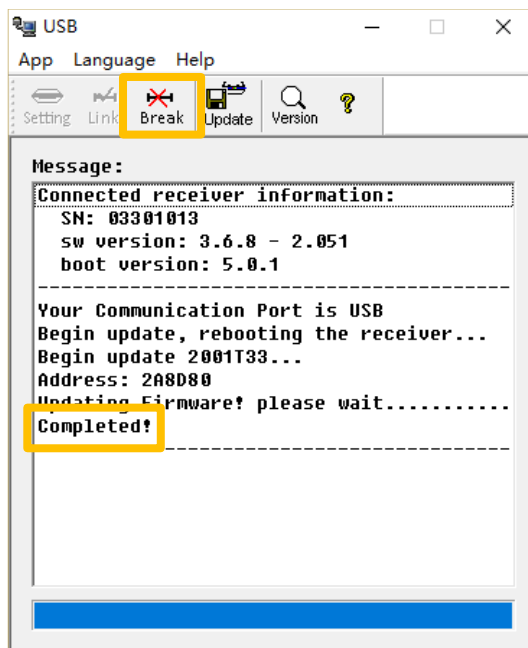 USB
App Language Help
Setting Link Break Update Version
Message:
Connected receiver information:
SN: 03301013
sw version: 3.6.8 - 2.051
boot version: 5.0.1
----------------------------------------
Your Communication Port is USB
Begin update, rebooting the receiver...
Begin update 2001T33...
Address: 2A8D80
Updating Firmware! please wait...........
Completed!
----------------------------------------